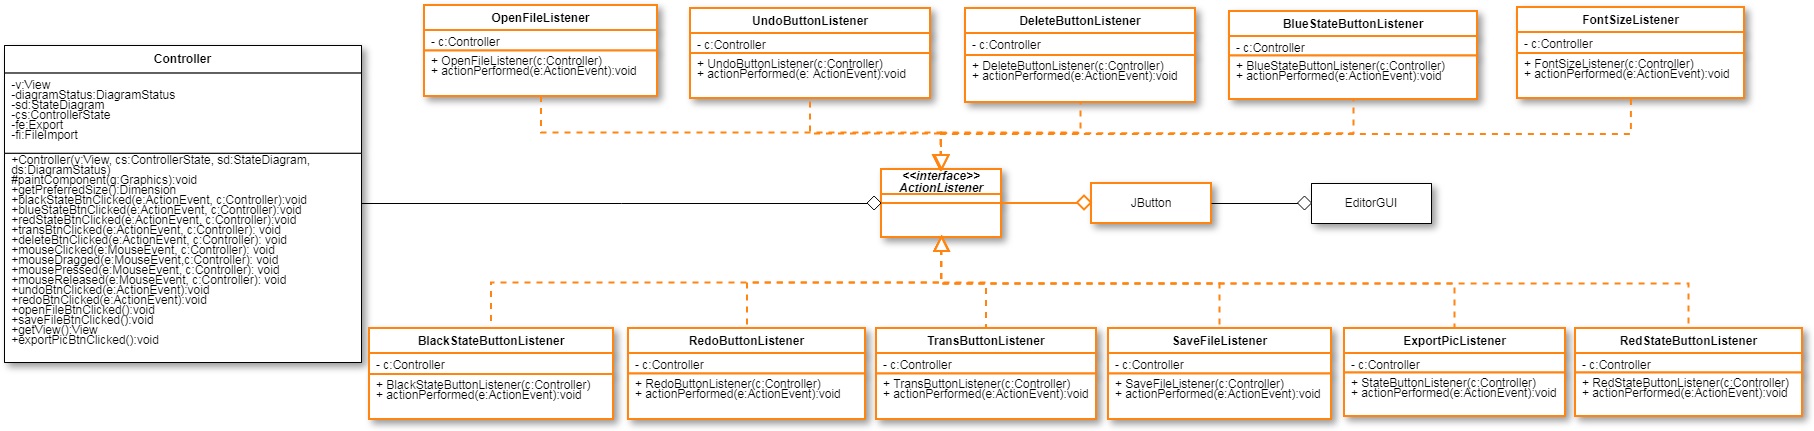 Controller
-v:View
-diagramStatus:DiagramStatus
-sd:StateDiagram
-cs:ControllerState
-fe:Export
-fi:FileImport
+Controller(v:View, cs:ControllerState, sd:StateDiagram,
ds:DiagramStatus)
#paintComponent(g:Graphics):void
+getPreferredSize():Dimension
+blackStateBtnClicked(e:ActionEvent, c:Controller):void
+blueStateBtnClicked(e:ActionEvent, c:Controller):void
+redStateBtnClicked(e:ActionEvent, c:Controller):void
+transBtnClicked(e:ActionEvent, c:Controller): void
+deleteBtnClicked(e:ActionEvent, c:Controller): void
+mouseClicked(e:MouseEvent, c:Controller): void
+mouseDragged(e:MouseEvent,c:Controller): void
+mousePressed(e:MouseEvent, c:Controller): void
+mouseReleased(e:MouseEvent, c:Controller): void
+undoBtnClicked(e:ActionEvent):void
+redoBtnClicked(e:ActionEvent):void
+openFileBtnClicked():void
+saveFileBtnClicked():void
+getView():View
+exportPicBtnClicked():void
OpenFileListener
- c:Controller
+ OpenFileListener(c:Controller)
+ actionPerformed(e:ActionEvent):void
UndoButtonListener
- c:Controller
+ UndoButtonListener(c:Controller)
+ actionPerformed(e: ActionEvent):void
DeleteButtonListener
- c:Controller
+ DeleteButtonListener(c:Controller)
+ actionPerformed(e:ActionEvent):void
BlueStateButtonListener
- c:Controller
+ BlueStateButtonListener(c:Controller)
+ actionPerformed(e:ActionEvent):void
FontSizeListener
- c:Controller
+ FontSizeListener(c:Controller)
+ actionPerformed(e:ActionEvent):void
<<interface>>
ActionListener
JButton
EditorGUI
BlackStateButtonListener
- c:Controller
+ BlackStateButtonListener(c:Controller)
+ actionPerformed(e:ActionEvent):void
RedoButtonListener
- c:Controller
+ RedoButtonListener(c:Controller)
+ actionPerformed(e:ActionEvent):void
TransButtonListener
- c:Controller
+ TransButtonListener(c:Controller)
+ actionPerformed(e:ActionEvent):void
SaveFileListener
- c:Controller
+ SaveFileListener(c:Controller)
+ actionPerformed(e:ActionEvent):void
ExportPicListener
- c:Controller
+ StateButtonListener(c:Controller)
+ actionPerformed(e:ActionEvent):void
RedStateButtonListener
- c:Controller
+ RedStateButtonListener(c:Controller)
+ actionPerformed(e:ActionEvent):void